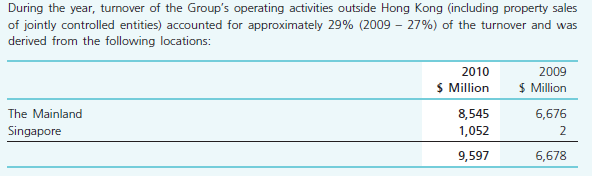 During the year, turnover of the Group's operating activities outside Hong Kong (including property sales
of jointly controlled entities) accounted for approximately 29% (2009 – 27%) of the turnover and was
derived from the following locations:
2010 2009
$ Million $ Million
The Mainland 8,545 6,676
Singapore 1,052 2
9,597 6,678